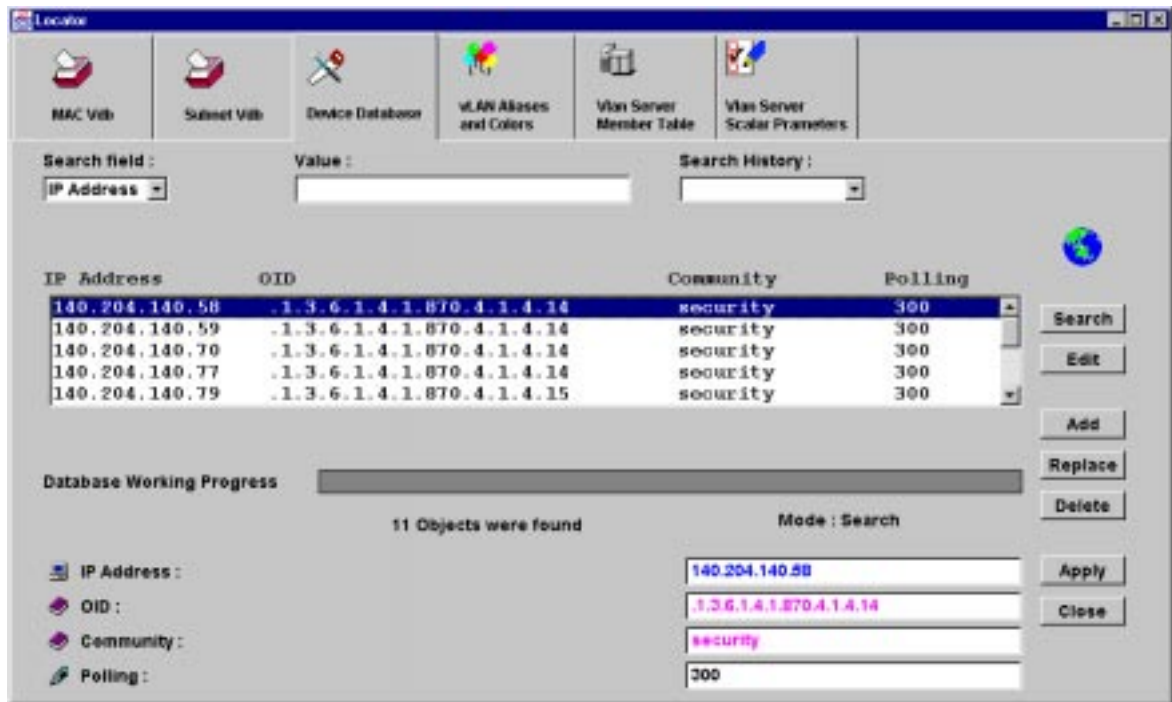 Locator
MAC Vdb
Subnet Vdb
Device Database
vLAN Aliases
and Colors
Vlan Server
Member Table
Vlan Server
Scalar Prameters
Search field : Value : Search History :
IP Address
IP Address OID Community Polling
140.204.140.58 .1.3.6.1.4.1.870.4.1.4.14 security 300
140.204.140.59 .1.3.6.1.4.1.870.4.1.4.14 security 300
140.204.140.70 .1.3.6.1.4.1.870.4.1.4.14 security 300
140.204.140.77 .1.3.6.1.4.1.870.4.1.4.14 security 300
140.204.140.79 .1.3.6.1.4.1.870.4.1.4.15 security 300
Search
Edit
Add
Replace
Delete
Database Working Progress
11 Objects were found Mode : Search
IP Address : 140.204.140.58
OID : .1.3.6.1.4.1.870.4.1.4.14
Community : security
Polling : 300
Apply
Close